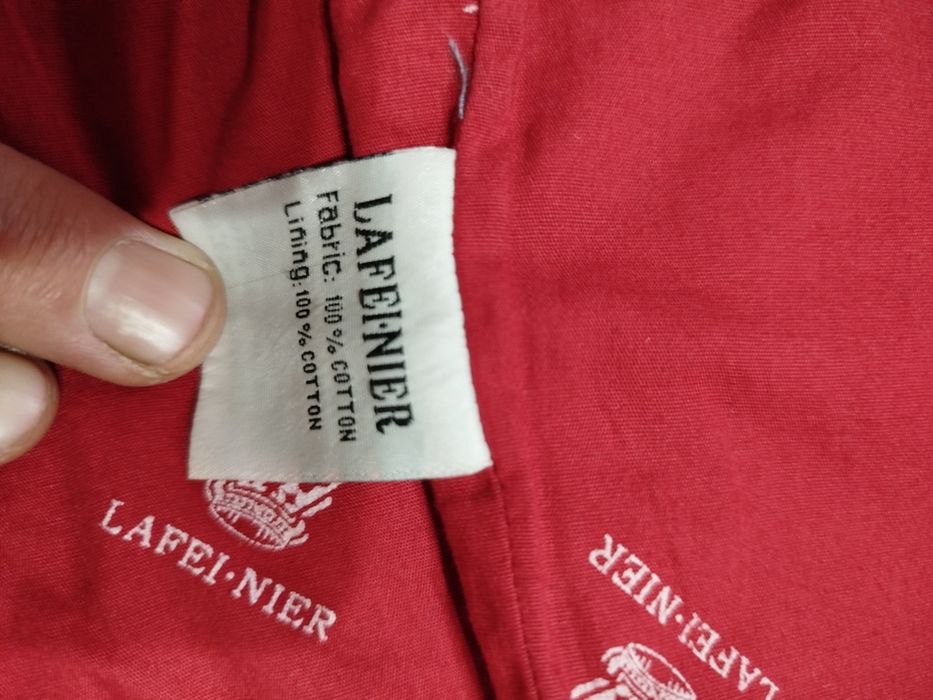 LAFEI·NIER
Fabric: 100% COTTON
Lining: 100% COTTON
LAFEI·NIER
LAFEI·NIER